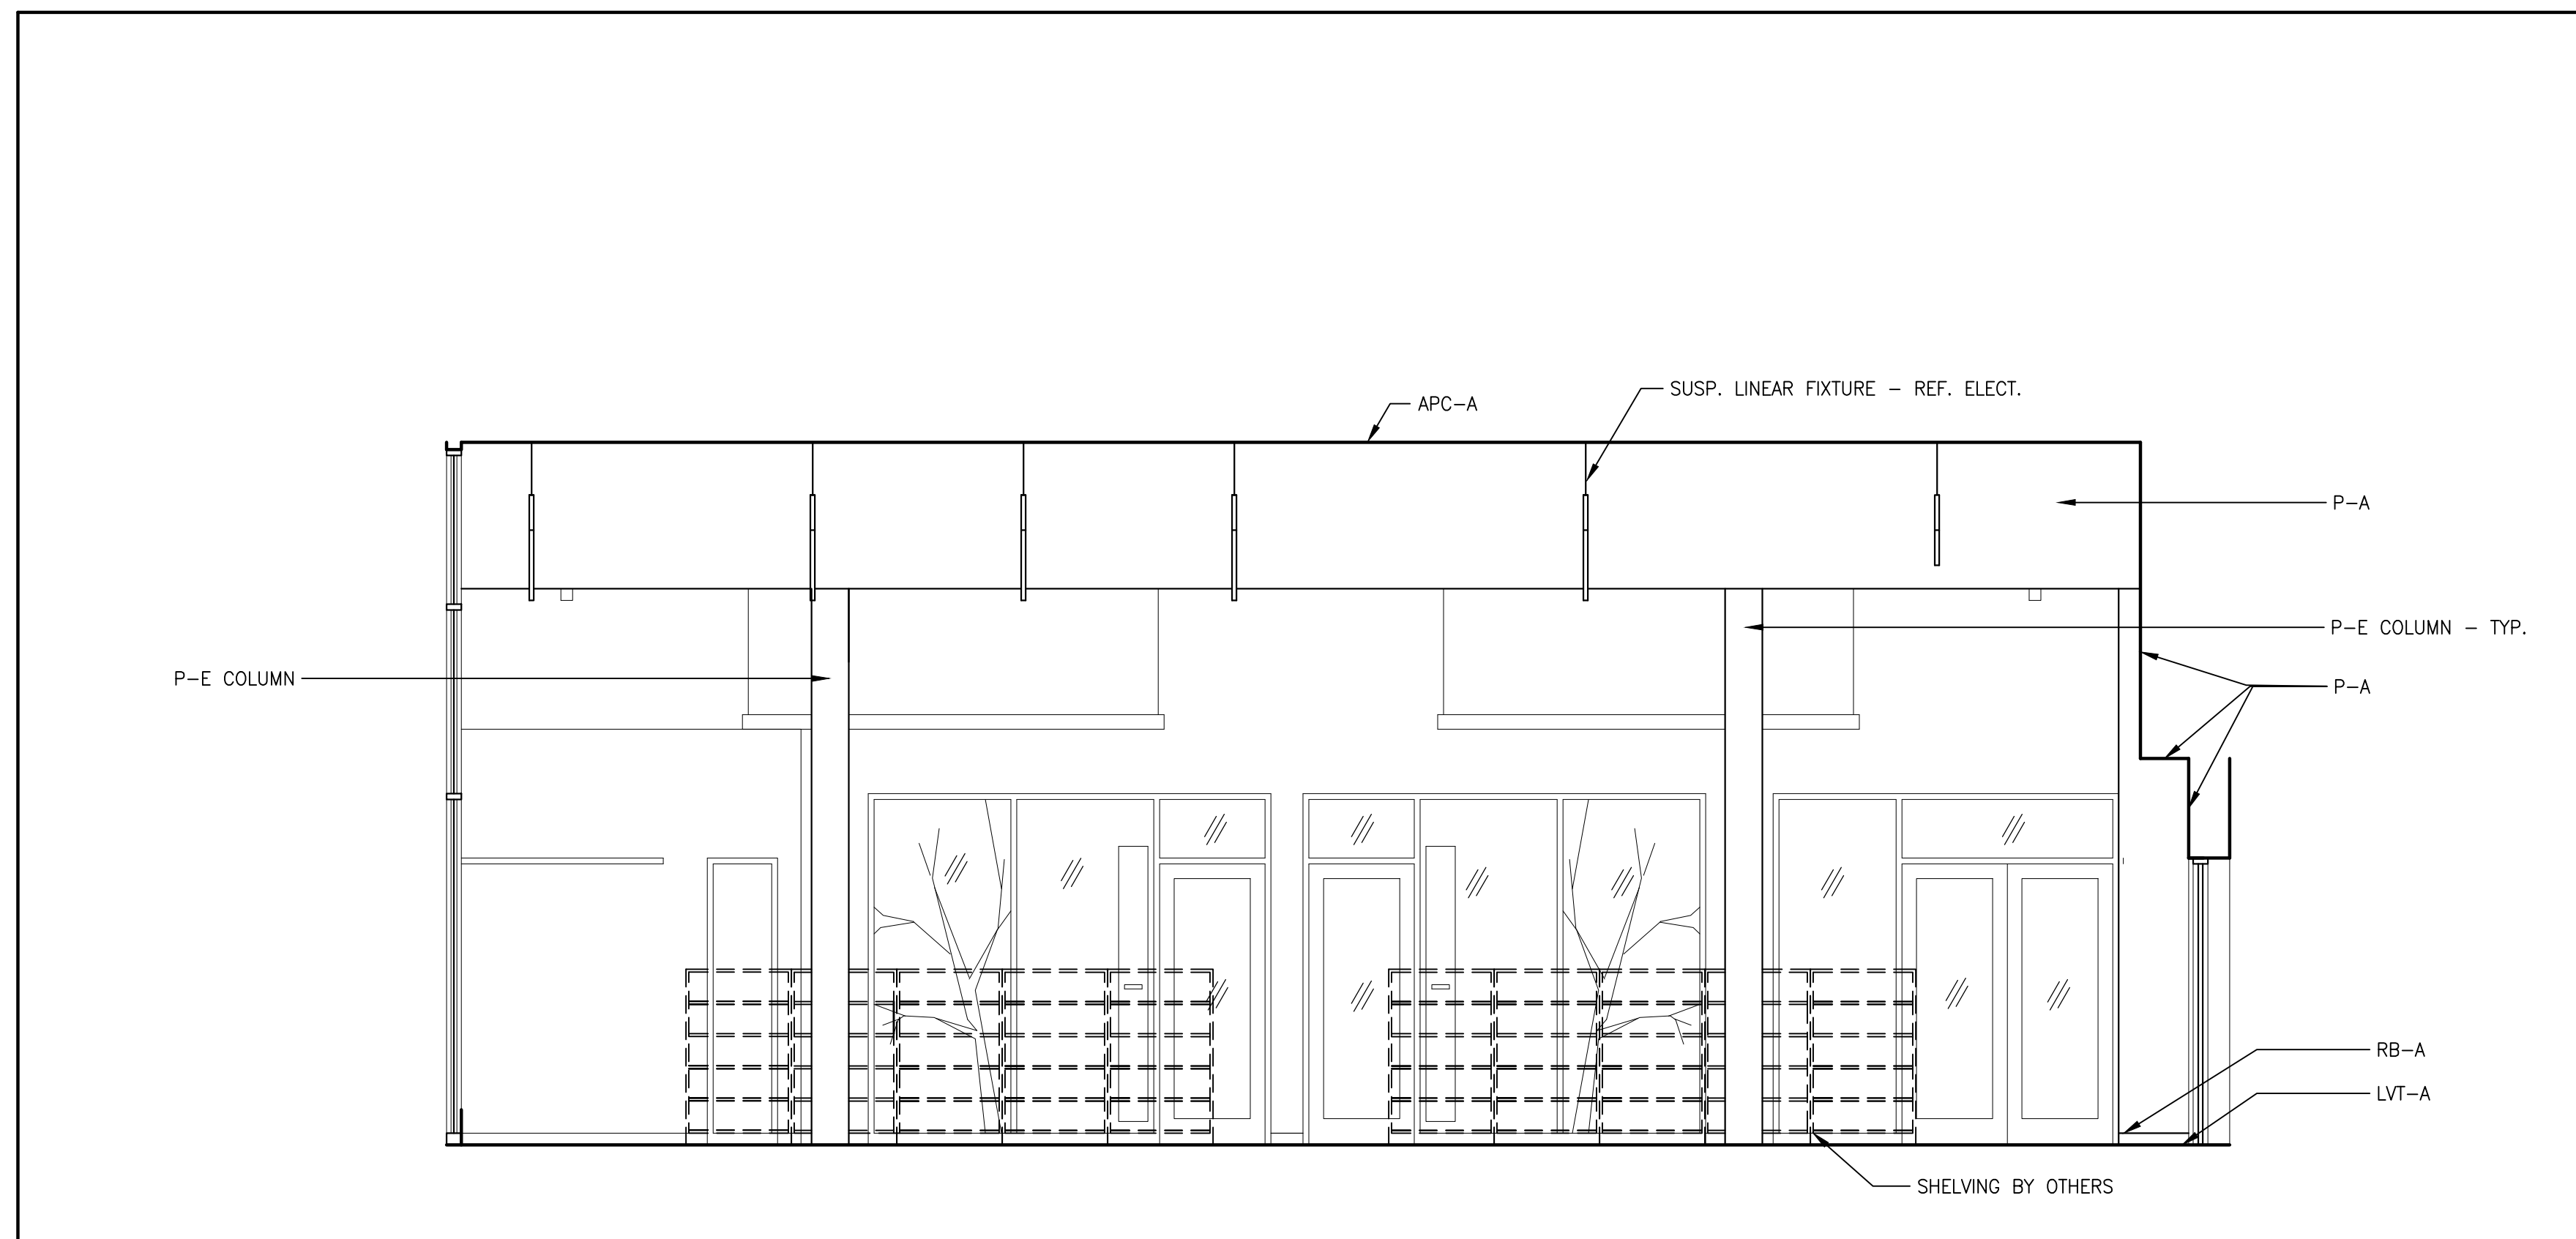 SUSP. LINEAR FIXTURE - REF. ELECT.
APC-A
P-A
P-E COLUMN - TYP.
P-E COLUMN
P-A
RB-A
LVT-A
SHELVING BY OTHERS